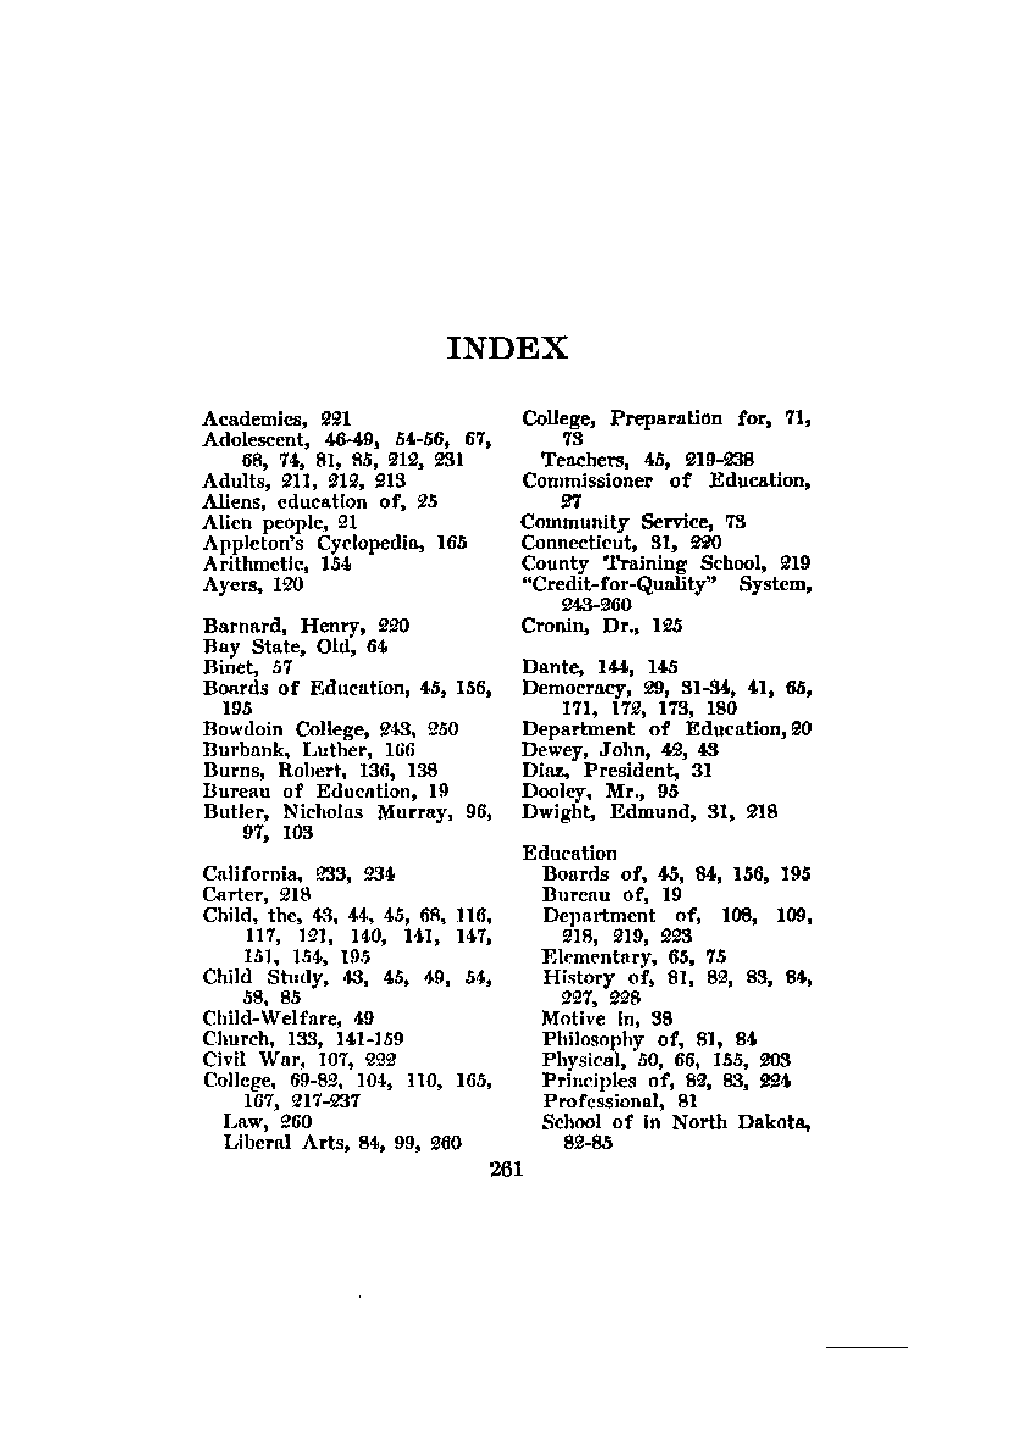 INDEX
Academies, 221
Adolescent, 46-49, 54-56, 67,
68, 74, 81, 85, 212, 231
Adults, 211, 212, 213
Aliens, education of, 25
Alien people, 21
Appleton's Cyclopedia, 165
Arithmetic, 154
Ayers, 120
Barnard, Henry, 220
Bay State, Old, 64
Binet, 57
Boards of Education, 45, 156,
195
Bowdoin College, 243, 250
Burbank, Luther, 166
Burns, Robert, 136, 138
Bureau of Education, 19
Butler, Nicholas Murray, 96,
97, 103
California, 233, 234
Carter, 218
Child, the, 43, 44, 45, 68, 116,
117, 121, 140, 141, 147,
151, 154, 195
Child Study, 43, 45, 49, 54,
58, 85
Child-Welfare, 49
Church, 133, 141-159
Civil War, 107, 222
College, 69-82, 104, 110, 165,
167, 217-237
Law, 260
Liberal Arts, 84, 99, 260
College, Preparation for, 71,
73
Teachers, 45, 219-238
Commissioner of Education,
27
Community Service, 73
Connecticut, 31, 220
County Training School, 219
"Credit-for-Quality" System,
243-260
Cronin, Dr., 125
Dante, 144, 145
Democracy, 29, 31-34, 41, 65,
171, 172, 173, 180
Department of Education, 20
Dewey, John, 42, 43
Diaz, President, 31
Dooley, Mr., 95
Dwight, Edmund, 31, 218
Education
Boards of, 45, 84, 156, 195
Bureau of, 19
Department of, 108, 109,
218, 219, 223
Elementary, 65, 75
History of, 81, 82, 83, 84,
227, 228
Motive in, 38
Philosophy of, 81, 84
Physical, 50, 66, 155, 203
Principles of, 82, 83, 224
Professional, 81
School of in North Dakota,
82-85
261